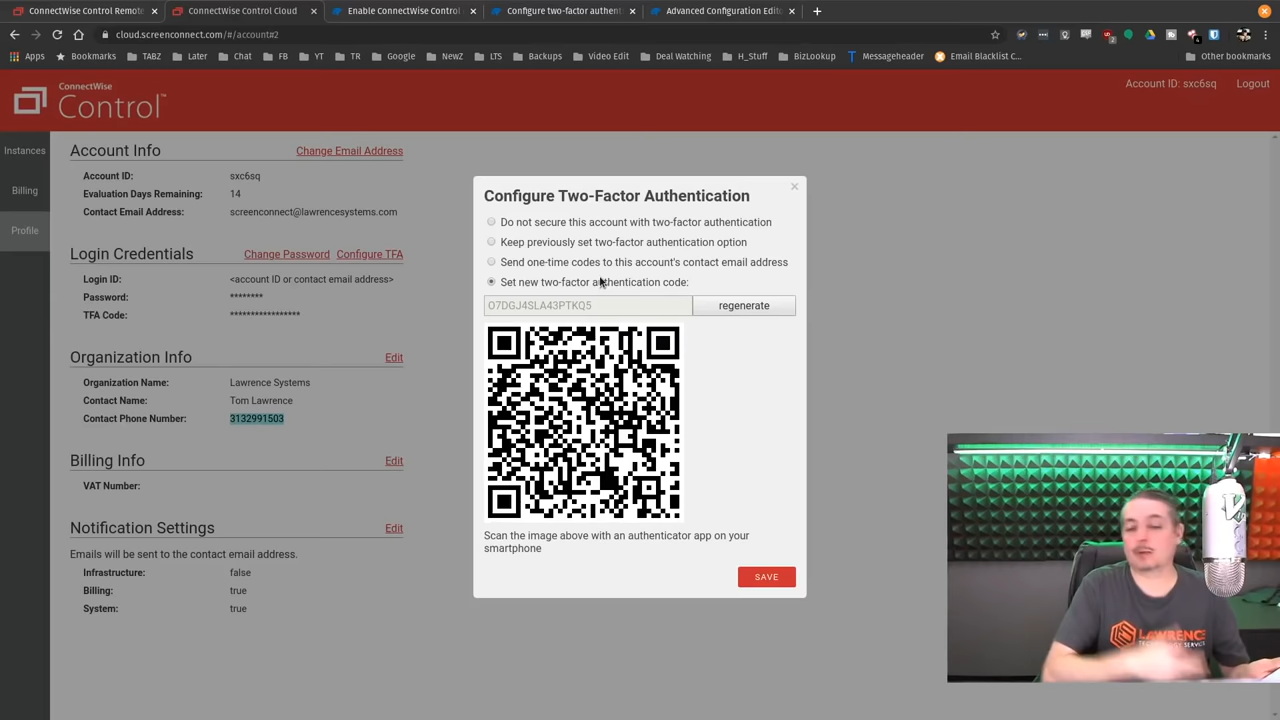 ConnectWise Control Remote
ConnectWise Control Cloud
Enable ConnectWise Control
Configure two-factor authent
Advanced Configuration Edito
cloud.screenconnect.com/#/account#2
Apps
Bookmarks
TABZ
Later
Chat
FB
YT
TR
Google
LTS
Backups
Video Edit
Deal Watching
H_Stuff
BizLookup
Messageheader
Email Blacklist C...
Other bookmarks
ConnectWise
Control™
Account ID: sxc6sq
Logout
Instances
Billing
Profile
Account Info
Change Email Address
Account ID: sxc6sq
Evaluation Days Remaining: 14
Contact Email Address: screenconnect@lawrencesystems.com
Login Credentials
Change Password
Configure TFA
Login ID: <account ID or contact email address>
Password: ********
TFA Code: ****************
Organization Info
Edit
Organization Name: Lawrence Systems
Contact Name: Tom Lawrence
Contact Phone Number: 3132991503
Billing Info
Edit
VAT Number:
Notification Settings
Edit
Emails will be sent to the contact email address.
Infrastructure: false
Billing: true
System: true
Configure Two-Factor Authentication
×
Do not secure this account with two-factor authentication
Keep previously set two-factor authentication option
Send one-time codes to this account's contact email address
Set new two-factor authentication code:
O7DGJ4SLA43PTKQ5
regenerate
Scan the image above with an authenticator app on your
smartphone
SAVE
LAWRENCE